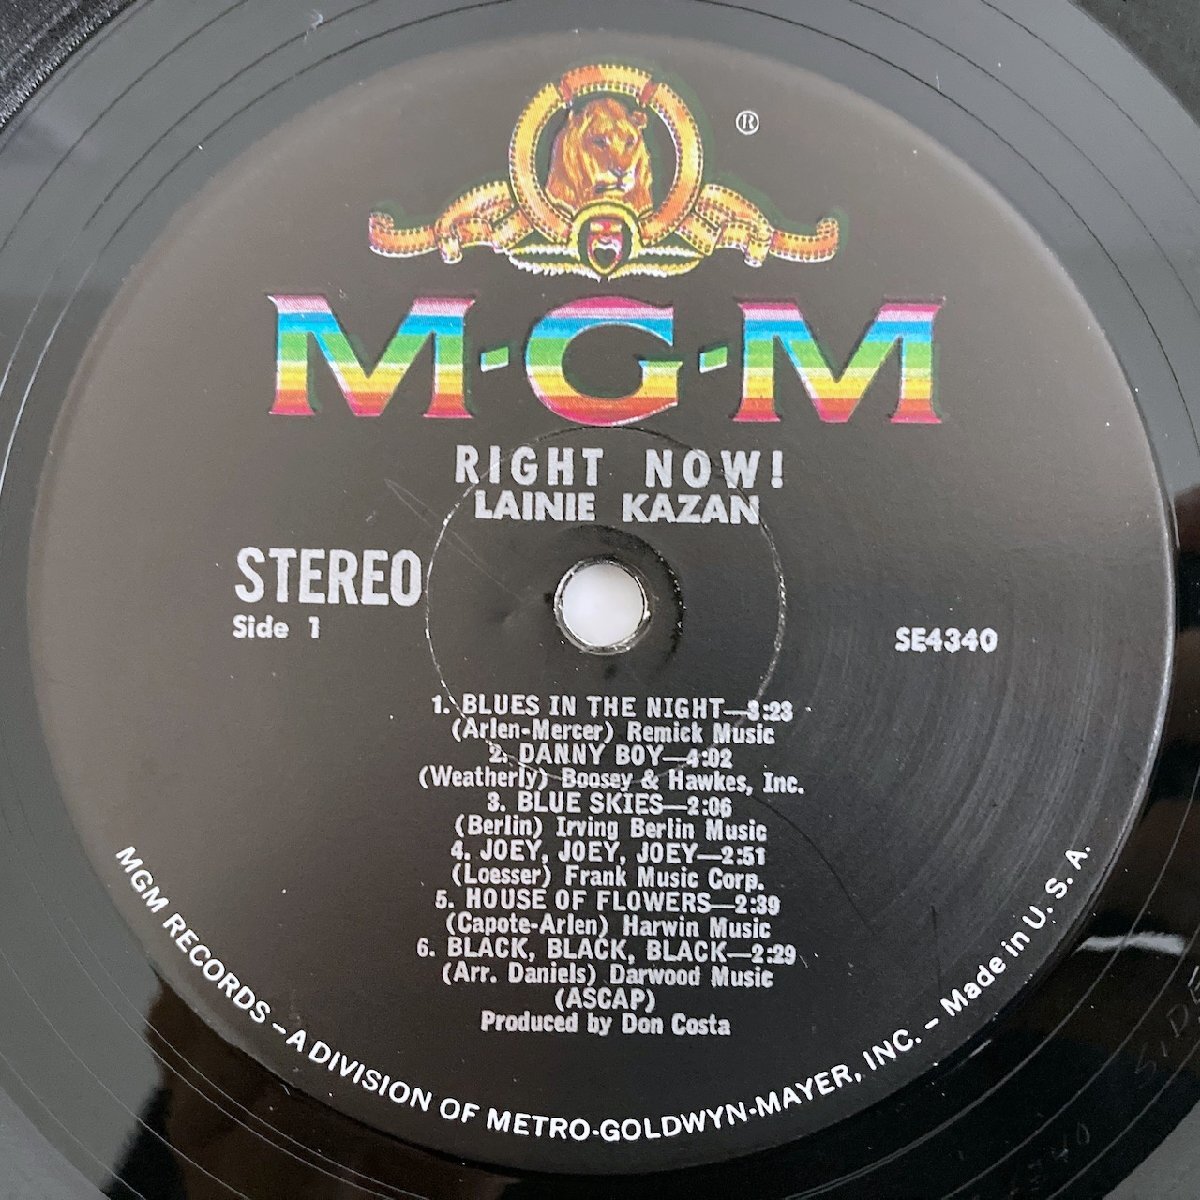 ®
M-G-M
RIGHT NOW!
LAINIE KAZAN
STEREO
Side 1
SE4340
1. BLUES IN THE NIGHT—3:23
(Arlen-Mercer) Remick Music
2. DANNY BOY—4:02
(Weatherly) Boosey & Hawkes, Inc.
3. BLUE SKIES—2:06
(Berlin) Irving Berlin Music
4. JOEY, JOEY, JOEY—2:51
(Loesser) Frank Music Corp.
5. HOUSE OF FLOWERS—2:39
(Capote-Arlen) Harwin Music
6. BLACK, BLACK, BLACK—2:29
(Arr. Daniels) Darwood Music
(ASCAP)
Produced by Don Costa
MGM RECORDS – A DIVISION OF METRO-GOLDWYN-MAYER, INC. – Made in U. S. A.